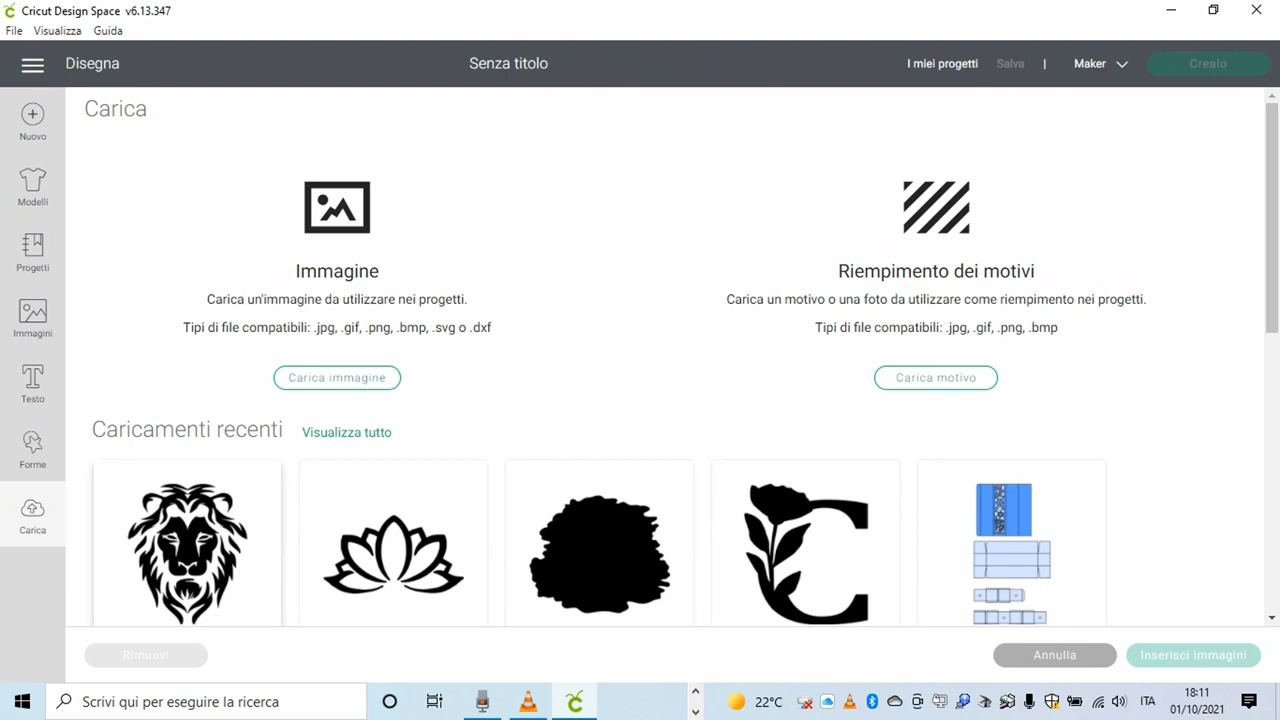 Cricut Design Space v6.13.347
File Visualizza Guida
Disegna
Senza titolo
I miei progetti Salva | Maker Crealo
Nuovo
Modelli
Progetti
Immagini
Testo
Forme
Carica
Carica
Immagine
Carica un'immagine da utilizzare nei progetti.
Tipi di file compatibili: .jpg, .gif, .png, .bmp, .svg o .dxf
Carica immagine
Riempimento dei motivi
Carica un motivo o una foto da utilizzare come riempimento nei progetti.
Tipi di file compatibili: .jpg, .gif, .png, .bmp
Carica motivo
Caricamenti recenti Visualizza tutto
C
Rimuovi
Annulla
Inserisci immagini
Scrivi qui per eseguire la ricerca
22°C
ITA
8:11
01/10/2021